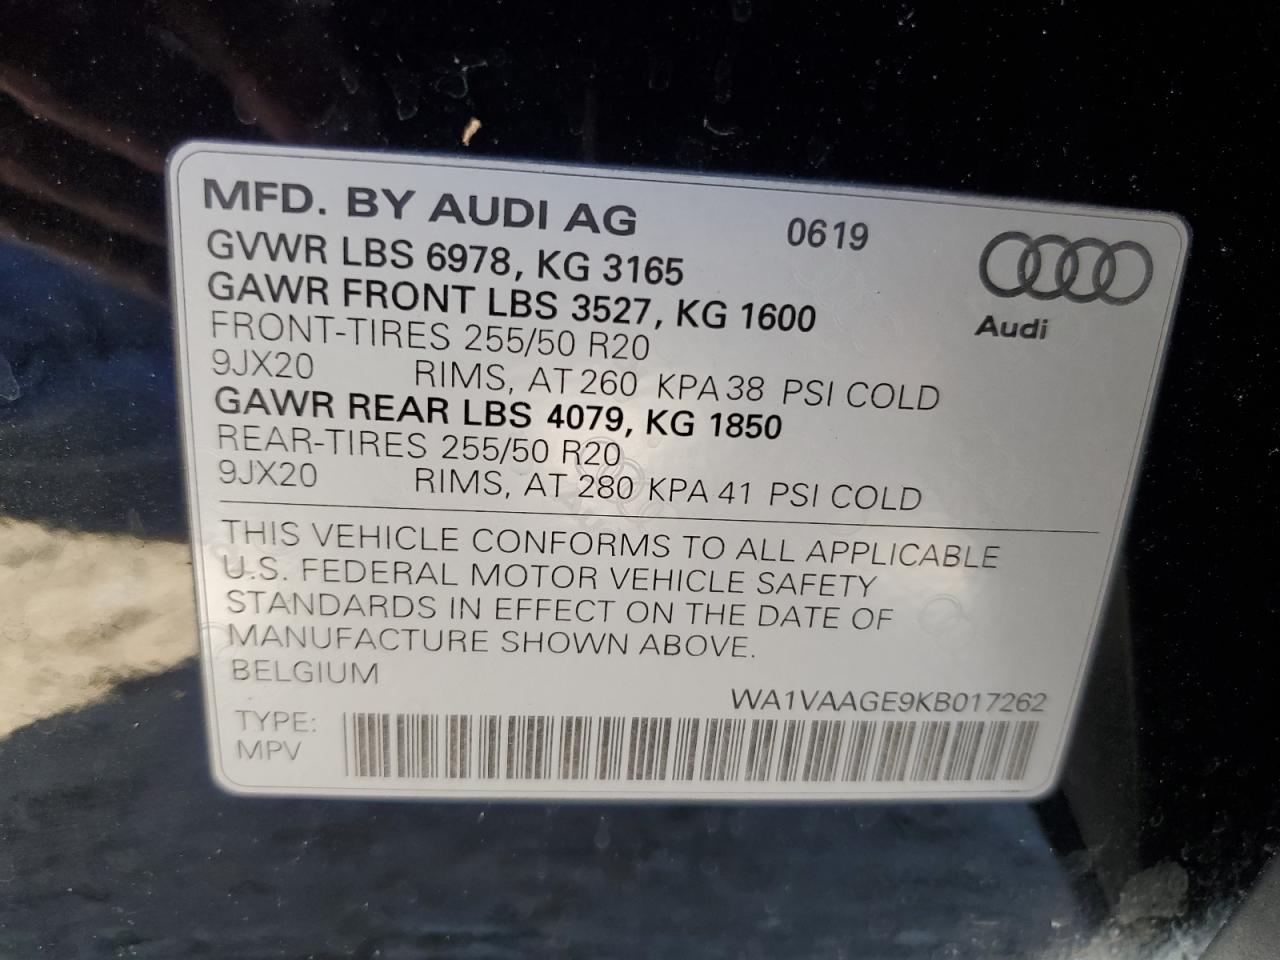 MFD. BY AUDI AG 0619
GVWR LBS 6978, KG 3165
GAWR FRONT LBS 3527, KG 1600
Audi
FRONT-TIRES 255/50 R20
9JX20 RIMS, AT 260 KPA 38 PSI COLD
GAWR REAR LBS 4079, KG 1850
REAR-TIRES 255/50 R20
9JX20 RIMS, AT 280 KPA 41 PSI COLD
THIS VEHICLE CONFORMS TO ALL APPLICABLE
U.S. FEDERAL MOTOR VEHICLE SAFETY
STANDARDS IN EFFECT ON THE DATE OF
MANUFACTURE SHOWN ABOVE.
BELGIUM
WA1VAAGE9KB017262
TYPE:
MPV